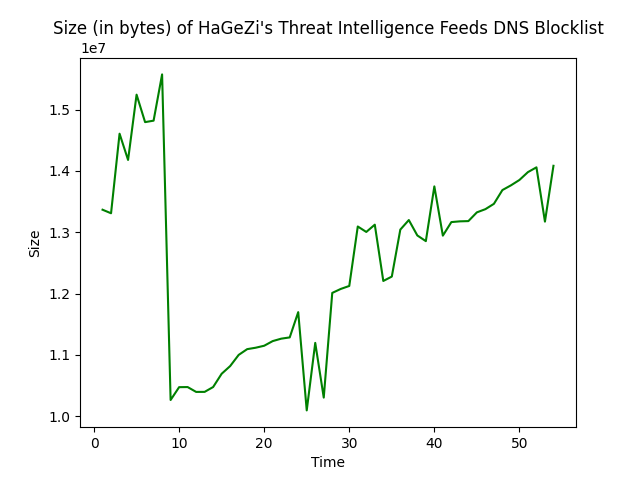 Size (in bytes) of HaGeZi's Threat Intelligence Feeds DNS Blocklist
1e7
1.5
1.4
1.3
1.2
1.1
1.0
Size
0 10 20 30 40 50
Time